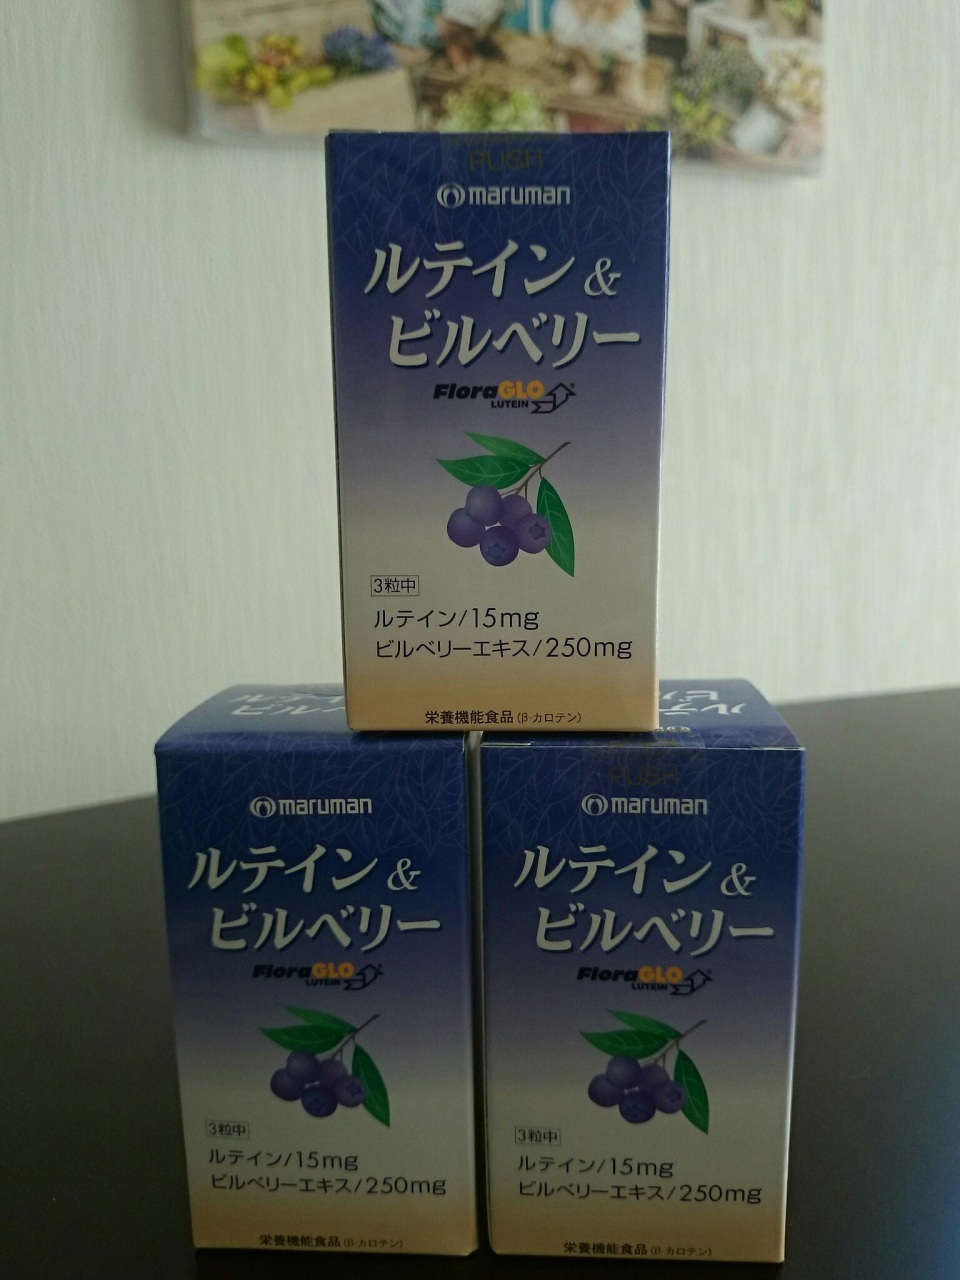 PUSH
maruman
ルテイン &
ビルベリー
FloraGLO
LUTEIN
3粒中
ルテイン/15mg
ビルベリーエキス/250mg
栄養機能食品(β-カロテン)
maruman
ルテイン &
ビルベリー
FloraGLO
LUTEIN
3粒中
ルテイン/15mg
ビルベリーエキス/250mg
栄養機能食品(β-カロテン)
PUSH
maruman
ルテイン &
ビルベリー
FloraGLO
LUTEIN
3粒中
ルテイン/15mg
ビルベリーエキス/250mg
栄養機能食品(β-カロテン)